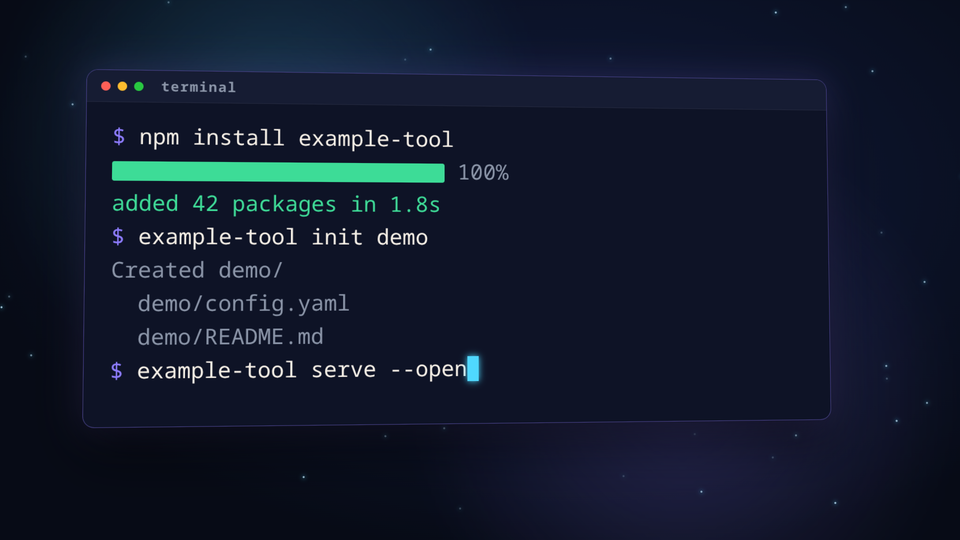 terminal
$ npm install example-tool
100%
added 42 packages in 1.8s
$ example-tool init demo
Created demo/
  demo/config.yaml
  demo/README.md
$ example-tool serve --open